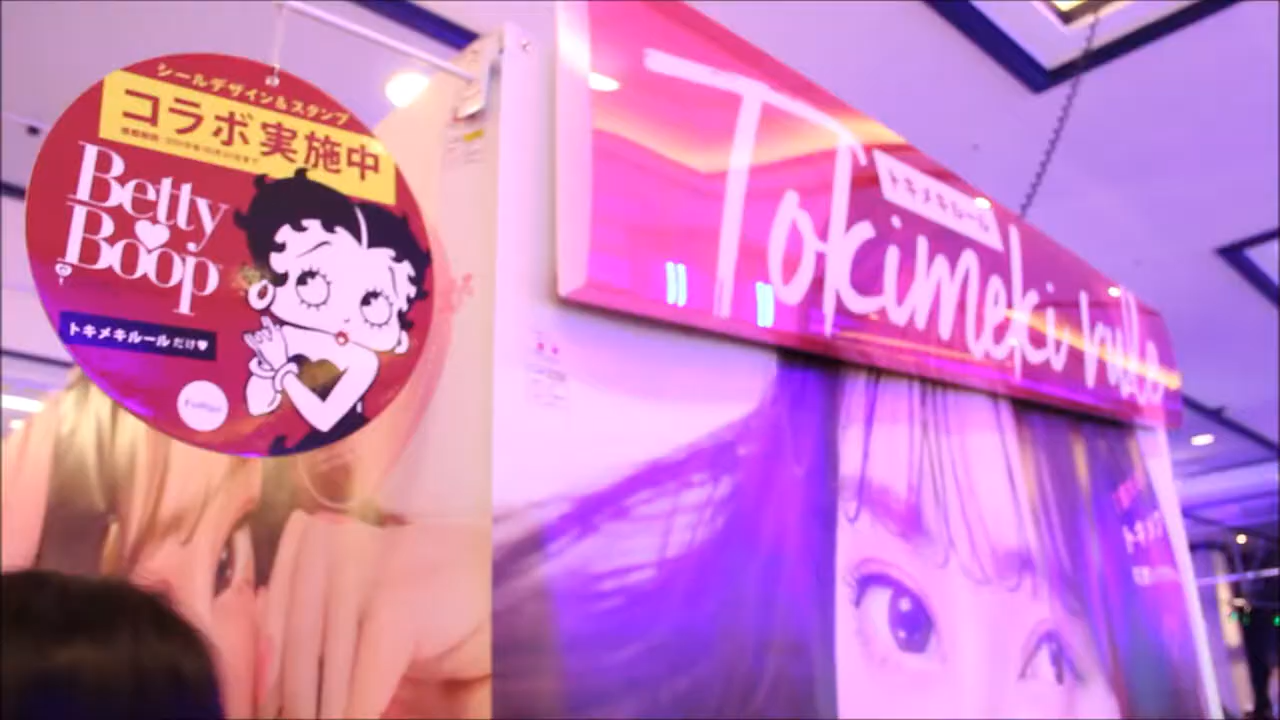 シールデザイン&スタンプ
コラボ実施中
Betty
Boop
トキメキルールだけ♥
Tokimeki rule
トキメキルール